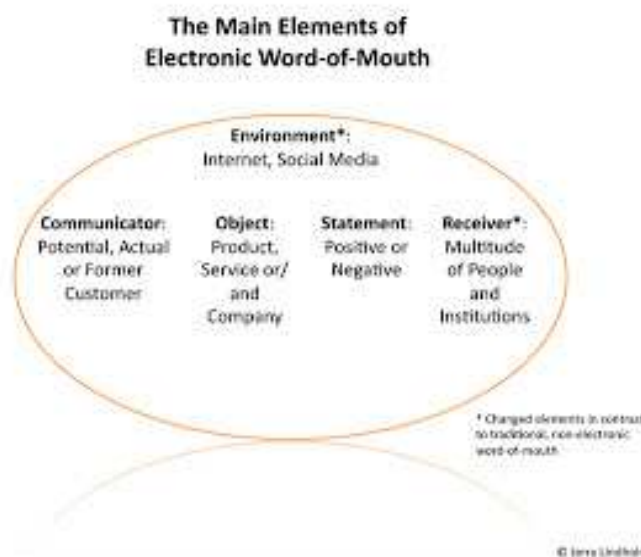 The Main Elements of
Electronic Word-of-Mouth
Environment*:
Internet, Social Media
Communicator:
Potential, Actual
or Former
Customer
Object:
Product,
Service or/
and
Company
Statement:
Positive or
Negative
Receiver*:
Multitude
of People
and
Institutions
* Changed elements in contras
to traditional, non-electronic
word-of-mouth
©